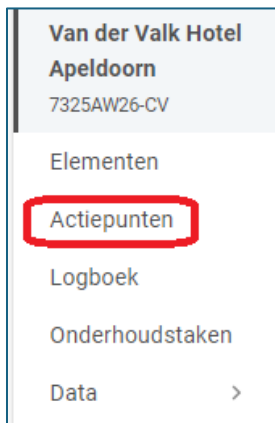 Van der Valk Hotel
Apeldoorn
7325AW26-CV
Elementen
Actiepunten
Logboek
Onderhoudstaken
Data